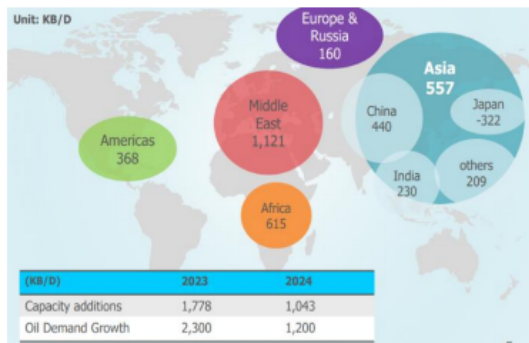 Unit: KB/D
Europe &
Russia
160
Asia
557
China
440
Japan
-322
India
230
others
209
Middle
East
1,121
Americas
368
Africa
615
(KB/D) 2023 2024
Capacity additions 1,778 1,043
Oil Demand Growth 2,300 1,200